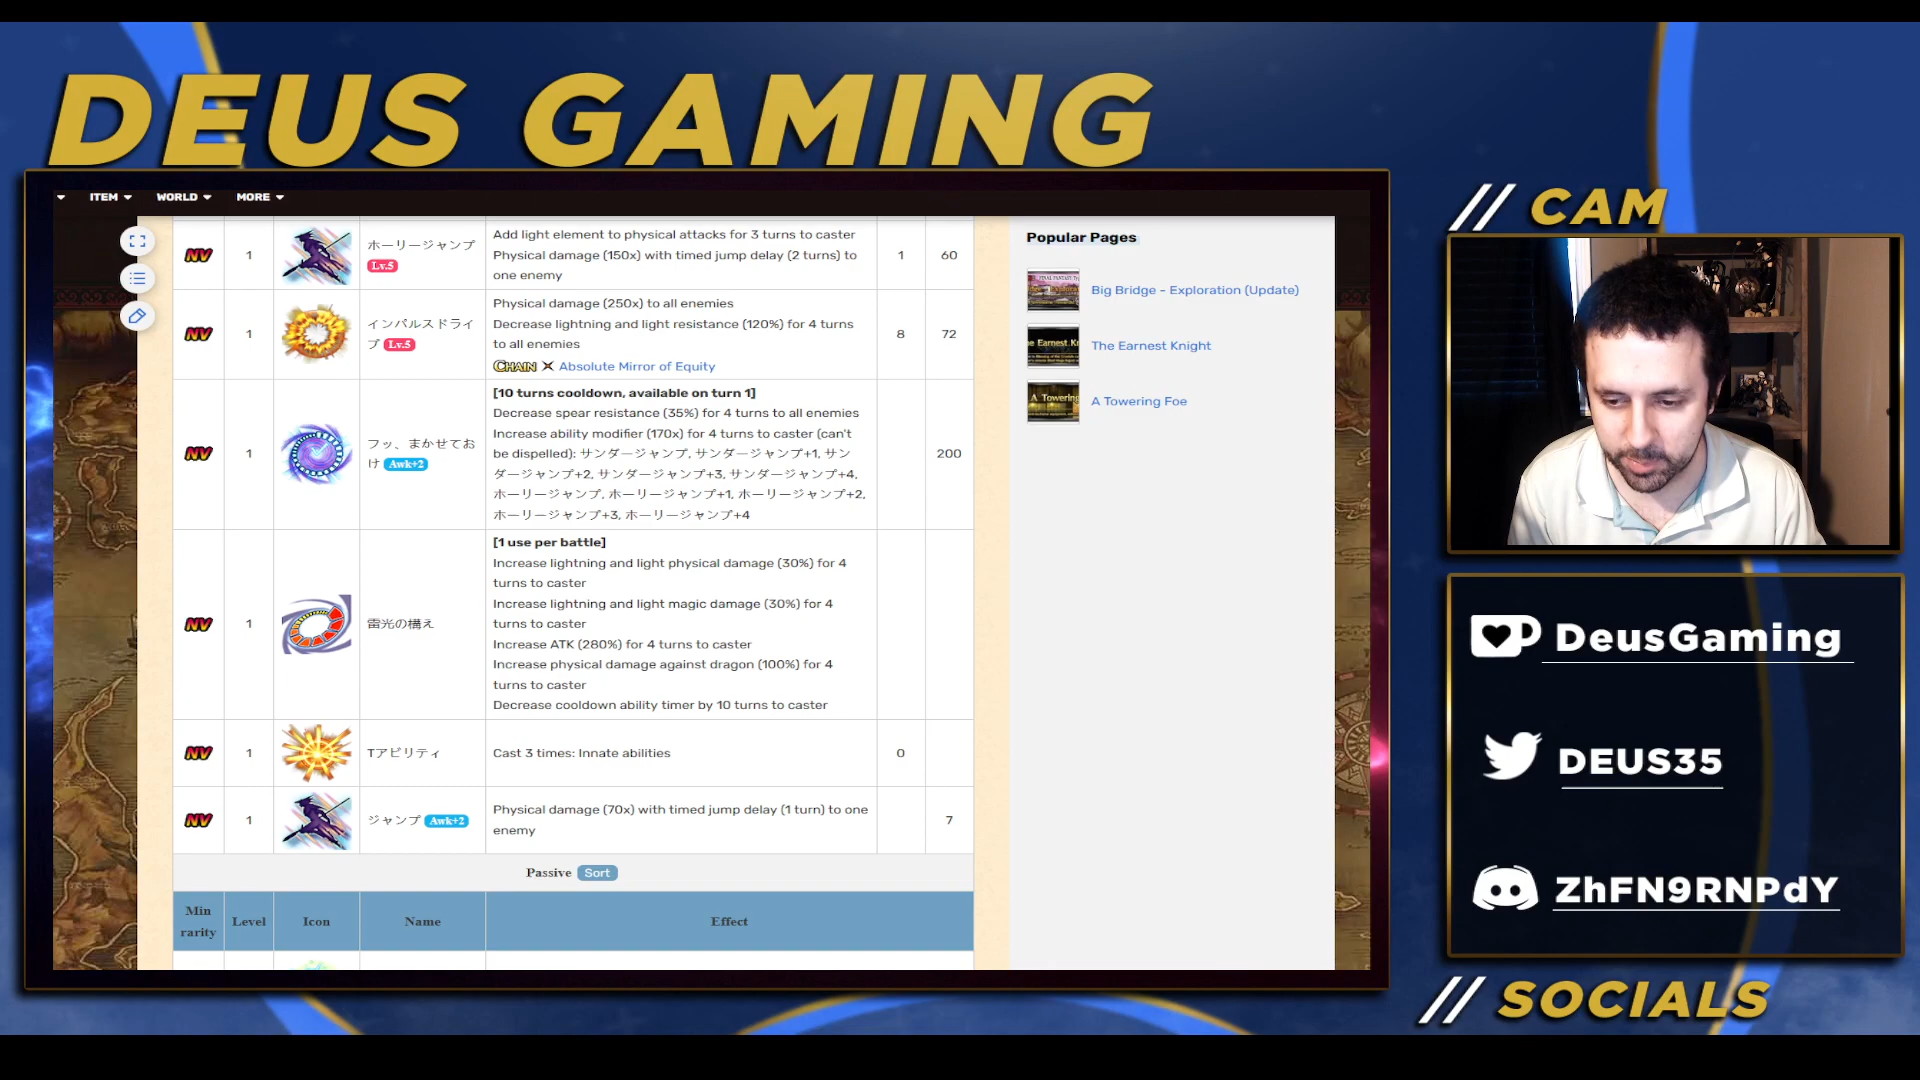 DEUS GAMING
ITEM
WORLD
MORE
NV
1
ホーリージャンプ
Lv.5
Add light element to physical attacks for 3 turns to caster
Physical damage (150x) with timed jump delay (2 turns) to
one enemy
1
60
NV
1
インパルスドライ
ブ Lv.5
Physical damage (250x) to all enemies
Decrease lightning and light resistance (120%) for 4 turns
to all enemies
CHAIN Absolute Mirror of Equity
8
72
NV
1
フッ、まかせてお
け Awk+2
[10 turns cooldown, available on turn 1]
Decrease spear resistance (35%) for 4 turns to all enemies
Increase ability modifier (170x) for 4 turns to caster (can't
be dispelled): サンダージャンプ, サンダージャンプ+1, サン
ダージャンプ+2, サンダージャンプ+3, サンダージャンプ+4,
ホーリージャンプ, ホーリージャンプ+1, ホーリージャンプ+2,
ホーリージャンプ+3, ホーリージャンプ+4
200
NV
1
雷光の構え
[1 use per battle]
Increase lightning and light physical damage (30%) for 4
turns to caster
Increase lightning and light magic damage (30%) for 4
turns to caster
Increase ATK (280%) for 4 turns to caster
Increase physical damage against dragon (100%) for 4
turns to caster
Decrease cooldown ability timer by 10 turns to caster
NV
1
Tアビリティ
Cast 3 times: Innate abilities
0
NV
1
ジャンプ Awk+2
Physical damage (70x) with timed jump delay (1 turn) to one
enemy
7
Passive Sort
Min
rarity
Level
Icon
Name
Effect
Popular Pages
Big Bridge - Exploration (Update)
The Earnest Knight
A Towering Foe
// CAM
DeusGaming
DEUS35
ZhFN9RNPdY
// SOCIALS